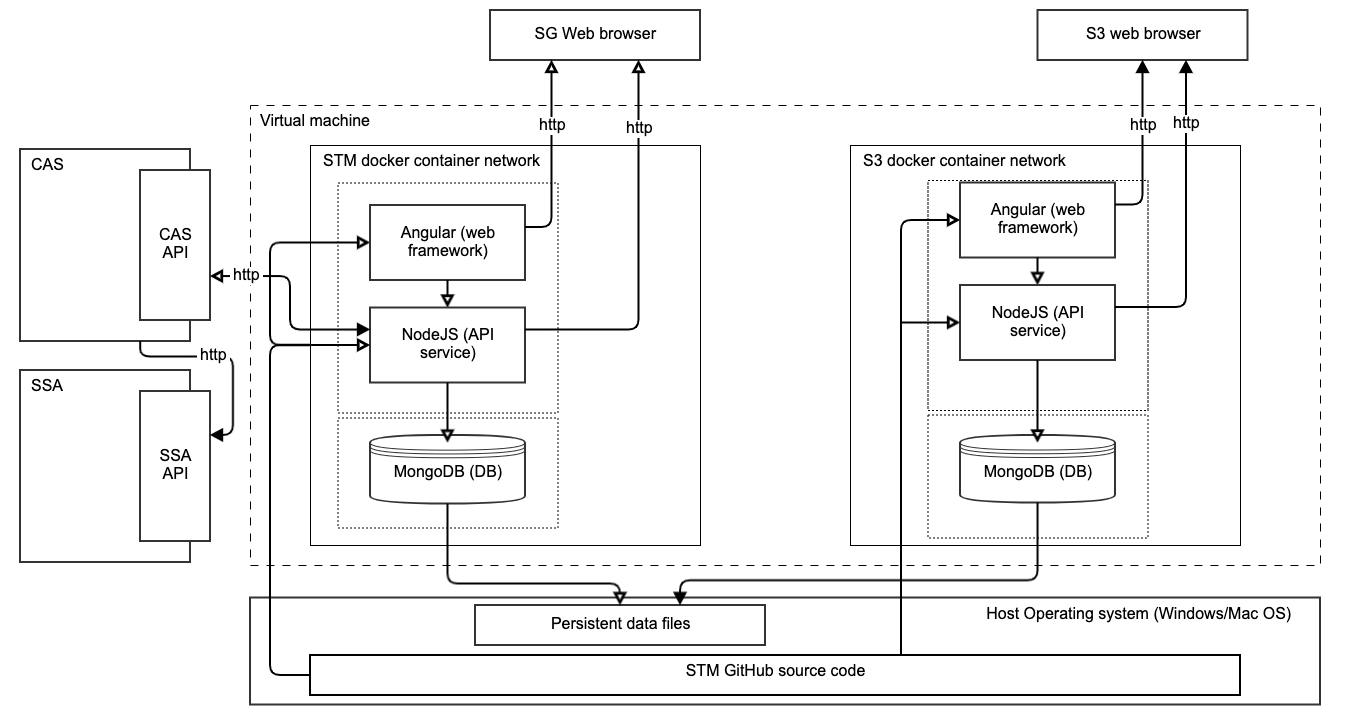 SG Web browser
S3 web browser
Virtual machine
http
http
http
http
STM docker container network
S3 docker container network
CAS
CAS
API
Angular (web
framework)
Angular (web
framework)
http
NodeJS (API
service)
NodeJS (API
service)
http
SSA
SSA
API
MongoDB (DB)
MongoDB (DB)
Host Operating system (Windows/Mac OS)
Persistent data files
STM GitHub source code